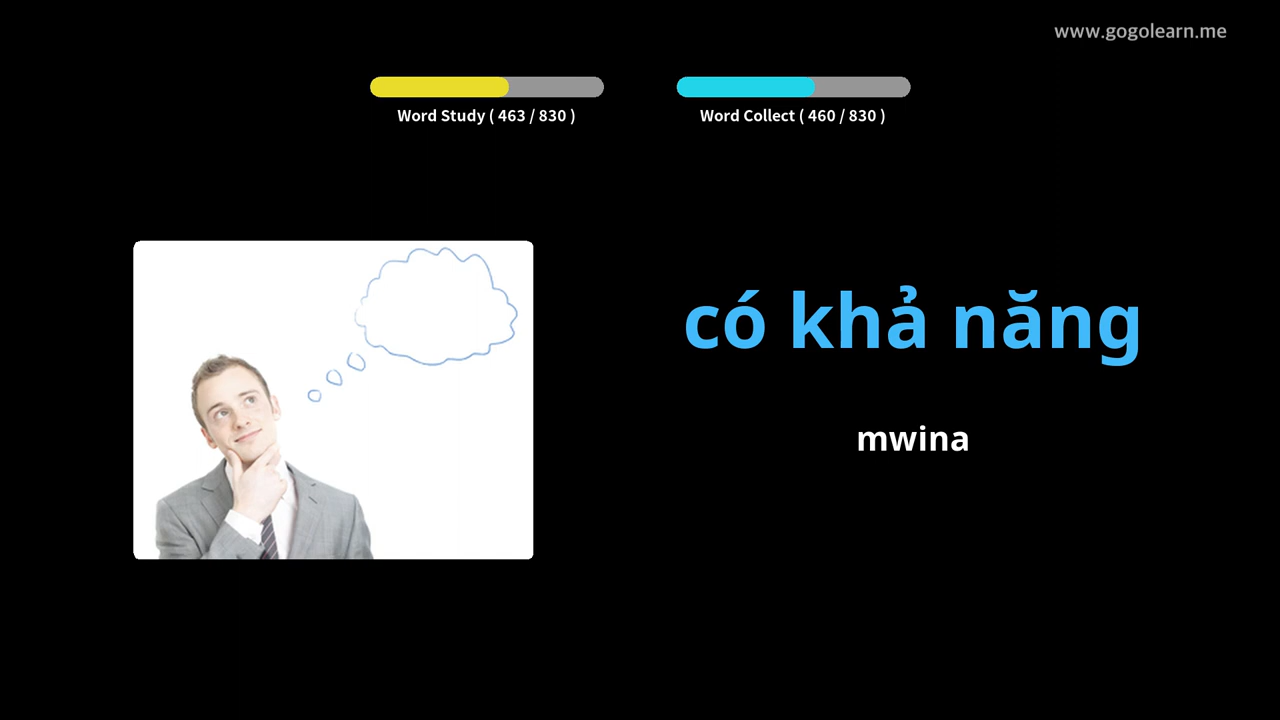 www.gogolearn.me
Word Study ( 463 / 830 )
Word Collect ( 460 / 830 )
có khả năng
mwina